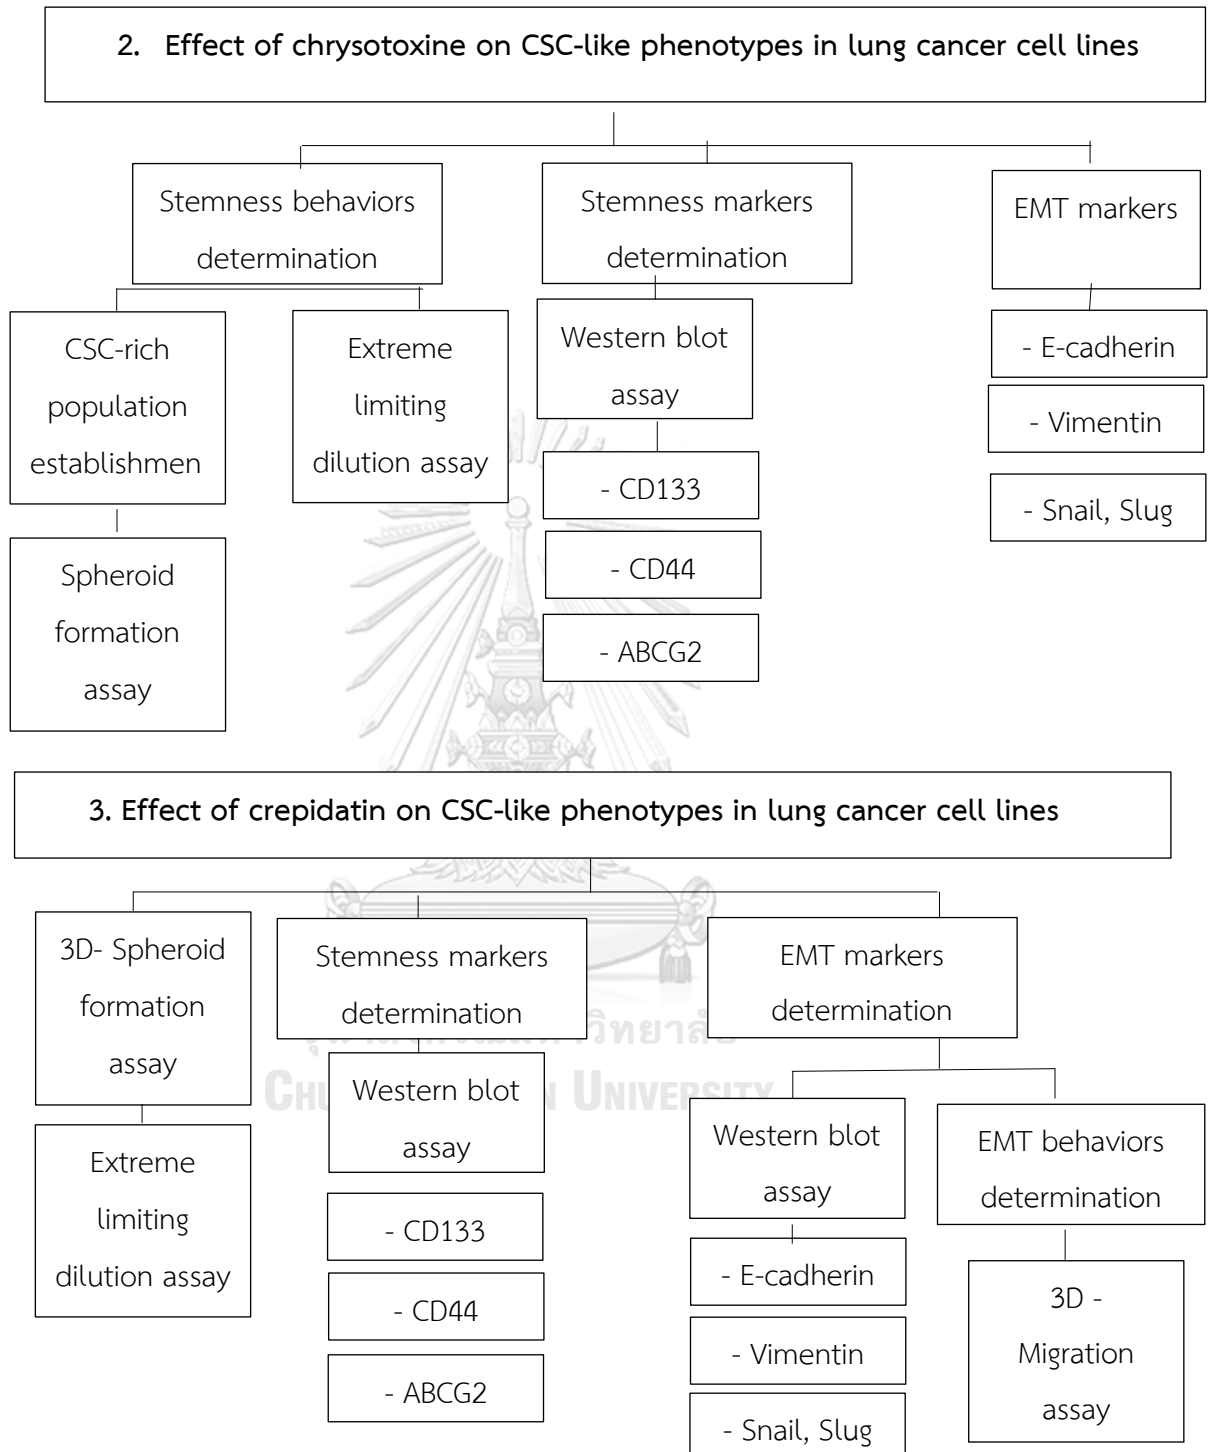 2. Effect of chrysotoxine on CSC-like phenotypes in lung cancer cell lines
Stemness behaviors
determination
Stemness markers
determination
EMT markers
CSC-rich
population
establishmen
Extreme
limiting
dilution assay
Western blot
assay
- E-cadherin
- Vimentin
- Snail, Slug
- CD133
- CD44
- ABCG2
Spheroid
formation
assay
3. Effect of crepidatin on CSC-like phenotypes in lung cancer cell lines
3D- Spheroid
formation
assay
Stemness markers
determination
EMT markers
determination
Extreme
limiting
dilution assay
Western blot
assay
- CD133
- CD44
- ABCG2
Western blot
assay
EMT behaviors
determination
- E-cadherin
- Vimentin
- Snail, Slug
3D -
Migration
assay
UNIVERSITY